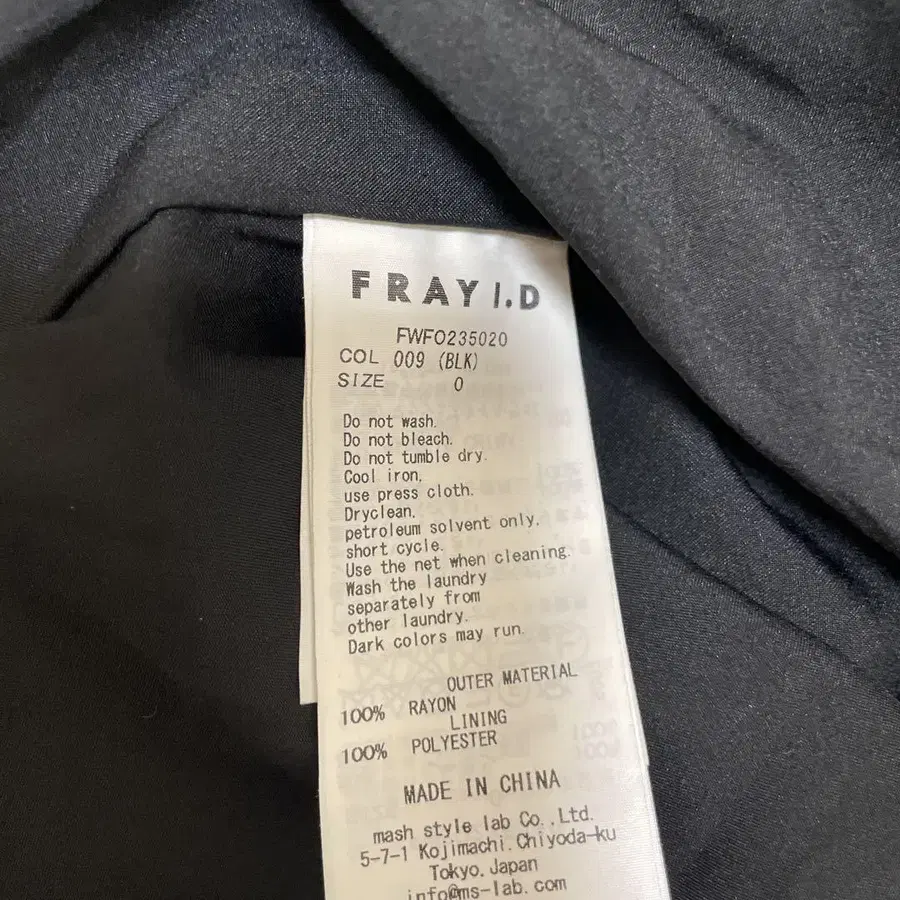 FRAY I.D
FWFO235020
COL 009 (BLK)
SIZE 0
Do not wash.
Do not bleach.
Do not tumble dry.
Cool iron,
use press cloth.
Dryclean,
petroleum solvent only.
short cycle.
Use the net when cleaning.
Wash the laundry
separately from
other laundry.
Dark colors may run.
OUTER MATERIAL
100% RAYON
LINING
100% POLYESTER
MADE IN CHINA
mash style lab Co.,Ltd.
5-7-1 Kojimachi.Chiyoda-ku
Tokyo.Japan
info@ms-lab.com